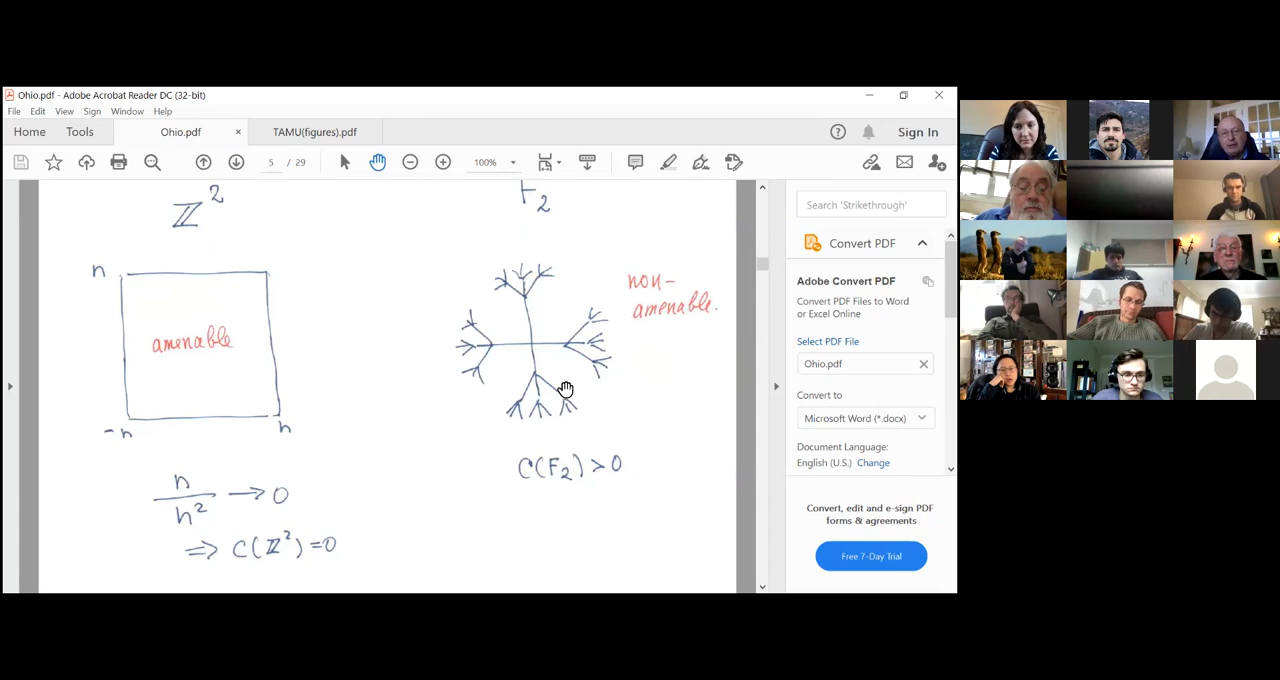 Ohio.pdf - Adobe Acrobat Reader DC (32-bit)
File Edit View Window Sign Window Help
Home Tools Ohio.pdf × TAMU(figures).pdf Sign In
5 / 29 100%
ℤ² F₂
n
amenable
-n n
non-
amenable.
n/n² → 0
⇒ C(ℤ²)=0
C(F₂) > 0
Search 'Strikethrough'
Convert PDF
Adobe Convert PDF
Convert PDF Files to Word
or Excel Online
Select PDF File
Ohio.pdf
Convert to
Microsoft Word (*.docx)
Document Language:
English (U.S.) Change
Convert, edit and e-sign PDF
forms & agreements
Free 7-Day Trial